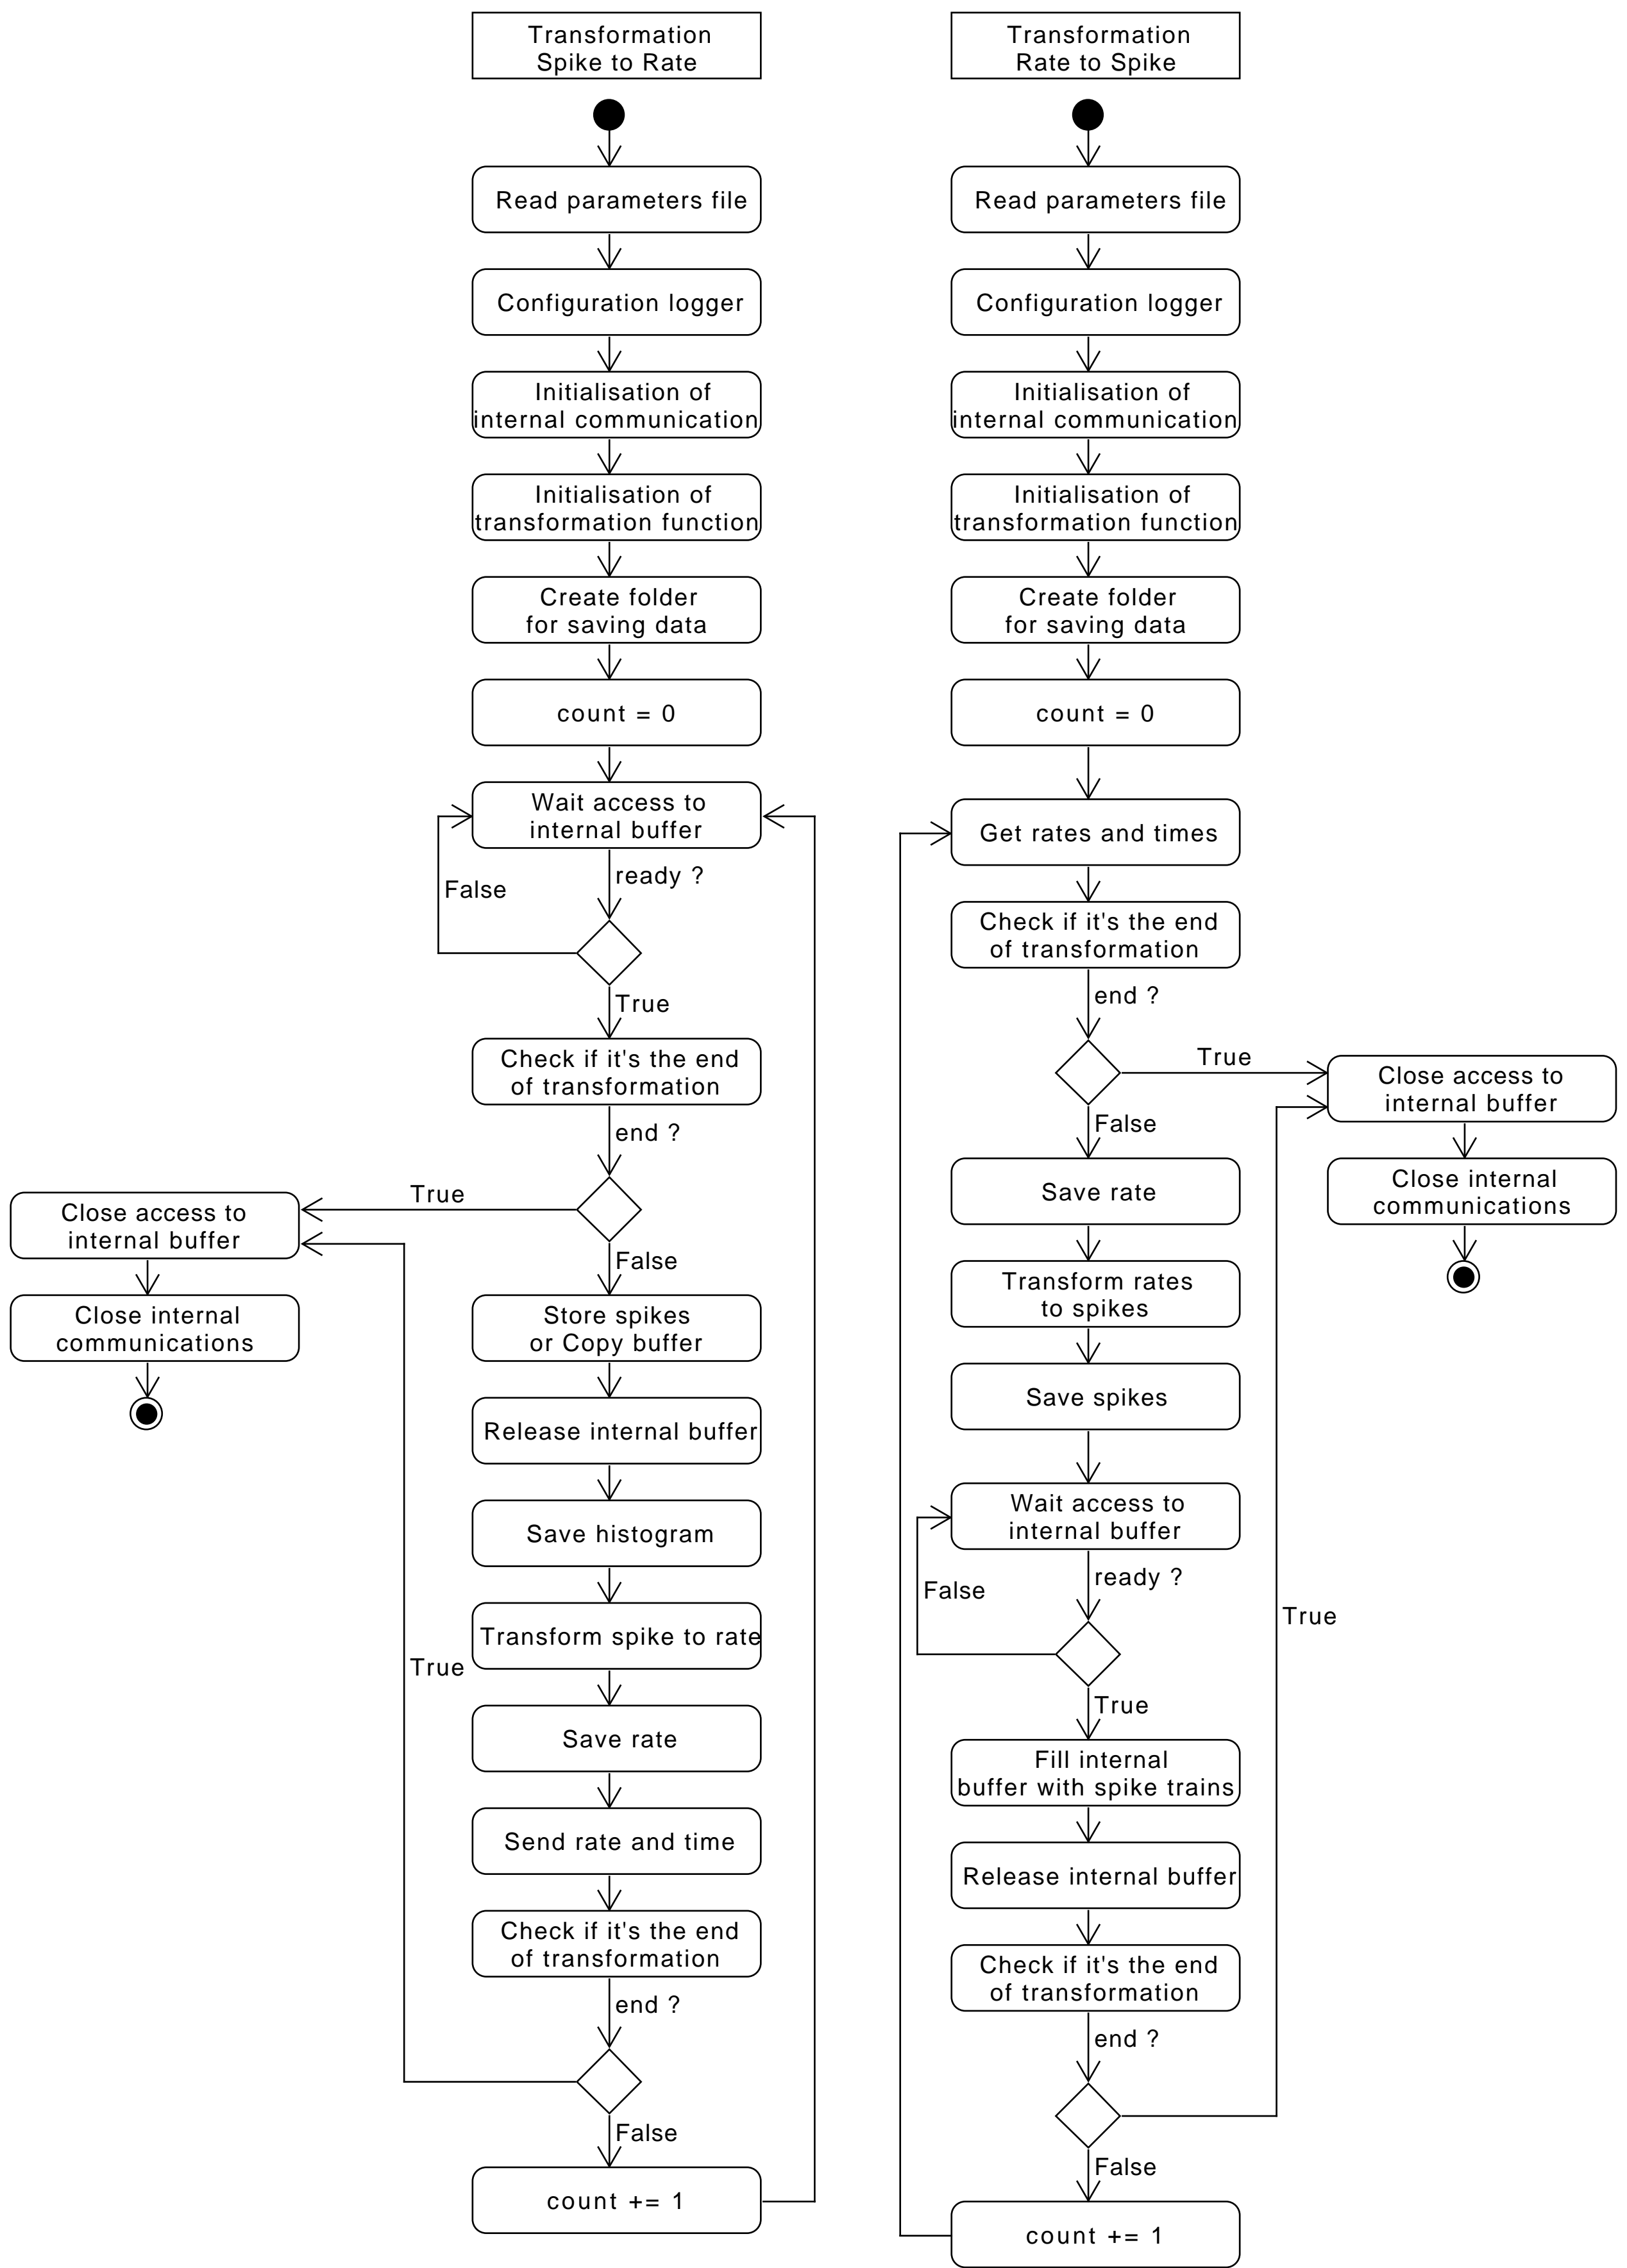 Transformation
Spike to Rate
Read parameters file
Configuration logger
Initialisation of
internal communication
Initialisation of
transformation function
Create folder
for saving data
count = 0
Wait access to
internal buffer
ready ?
False
True
Check if it's the end
of transformation
end ?
True
Close access to
internal buffer
Close internal
communications
False
Store spikes
or Copy buffer
Release internal buffer
Save histogram
Transform spike to rate
True
Save rate
Send rate and time
Check if it's the end
of transformation
end ?
False
count += 1
Transformation
Rate to Spike
Read parameters file
Configuration logger
Initialisation of
internal communication
Initialisation of
transformation function
Create folder
for saving data
count = 0
Get rates and times
Check if it's the end
of transformation
end ?
True
Close access to
internal buffer
Close internal
communications
False
Save rate
Transform rates
to spikes
Save spikes
Wait access to
internal buffer
ready ?
False
True
True
Fill internal
buffer with spike trains
Release internal buffer
Check if it's the end
of transformation
end ?
False
count += 1